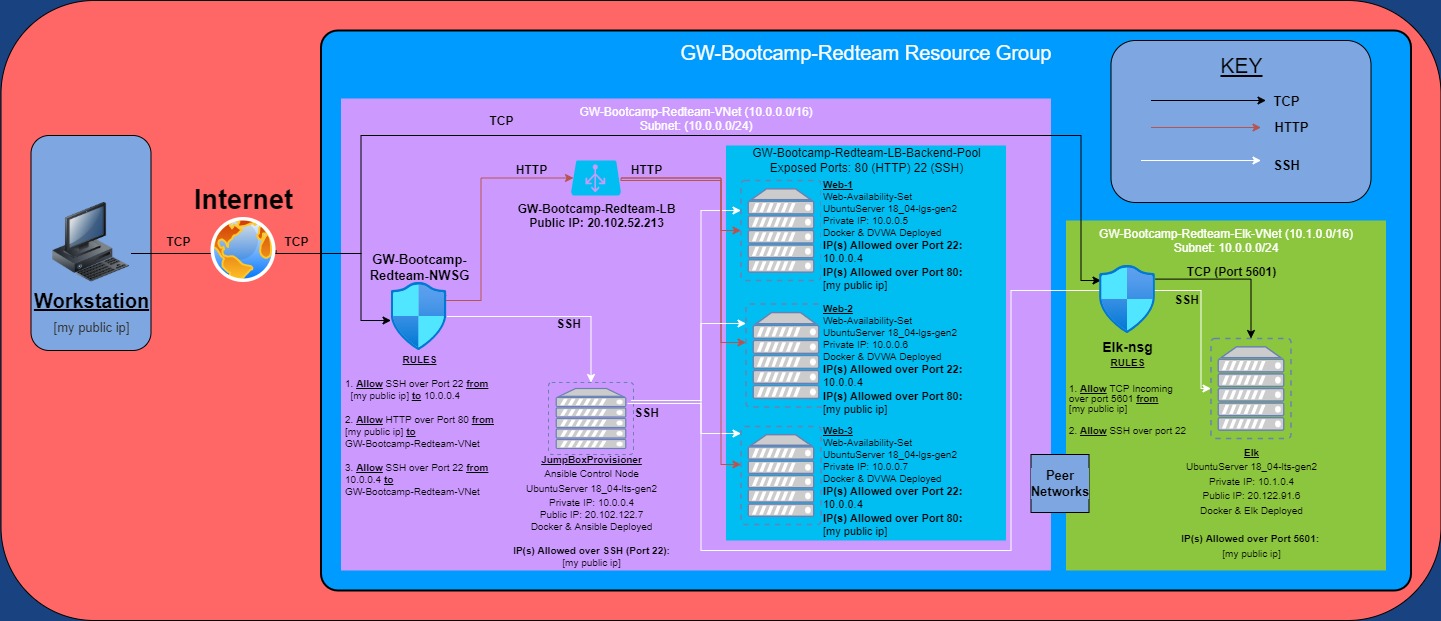 GW-Bootcamp-Redteam Resource Group
KEY
TCP
HTTP
SSH
Workstation
[my public ip]
TCP
Internet
TCP
GW-Bootcamp-Redteam-VNet (10.0.0.0/16)
Subnet: (10.0.0.0/24)
TCP
GW-Bootcamp-
Redteam-NWSG
RULES
1. Allow SSH over Port 22 from
[my public ip] to 10.0.0.4
2. Allow HTTP over Port 80 from
[my public ip] to
GW-Bootcamp-Redteam-VNet
3. Allow SSH over Port 22 from
10.0.0.4 to
GW-Bootcamp-Redteam-VNet
HTTP
HTTP
GW-Bootcamp-Redteam-LB
Public IP: 20.102.52.213
SSH
SSH
JumpBoxProvisioner
Ansible Control Node
UbuntuServer 18_04-lts-gen2
Private IP: 10.0.0.4
Public IP: 20.102.122.7
Docker & Ansible Deployed
IP(s) Allowed over SSH (Port 22):
[my public ip]
GW-Bootcamp-Redteam-LB-Backend-Pool
Exposed Ports: 80 (HTTP) 22 (SSH)
Web-1
Web-Availability-Set
UbuntuServer 18_04-lgs-gen2
Private IP: 10.0.0.5
Docker & DVWA Deployed
IP(s) Allowed over Port 22:
10.0.0.4
IP(s) Allowed over Port 80:
[my public ip]
Web-2
Web-Availability-Set
UbuntuServer 18_04-lgs-gen2
Private IP: 10.0.0.6
Docker & DVWA Deployed
IP(s) Allowed over Port 22:
10.0.0.4
IP(s) Allowed over Port 80:
[my public ip]
Web-3
Web-Availability-Set
UbuntuServer 18_04-lgs-gen2
Private IP: 10.0.0.7
Docker & DVWA Deployed
IP(s) Allowed over Port 22:
10.0.0.4
IP(s) Allowed over Port 80:
[my public ip]
Peer
Networks
GW-Bootcamp-Redteam-Elk-VNet (10.1.0.0/16)
Subnet: 10.0.0.0/24
TCP (Port 5601)
SSH
Elk-nsg
RULES
1. Allow TCP Incoming
over port 5601 from
[my public ip]
2. Allow SSH over port 22
Elk
UbuntuServer 18_04-lts-gen2
Private IP: 10.1.0.4
Public IP: 20.122.91.6
Docker & Elk Deployed
IP(s) Allowed over Port 5601:
[my public ip]